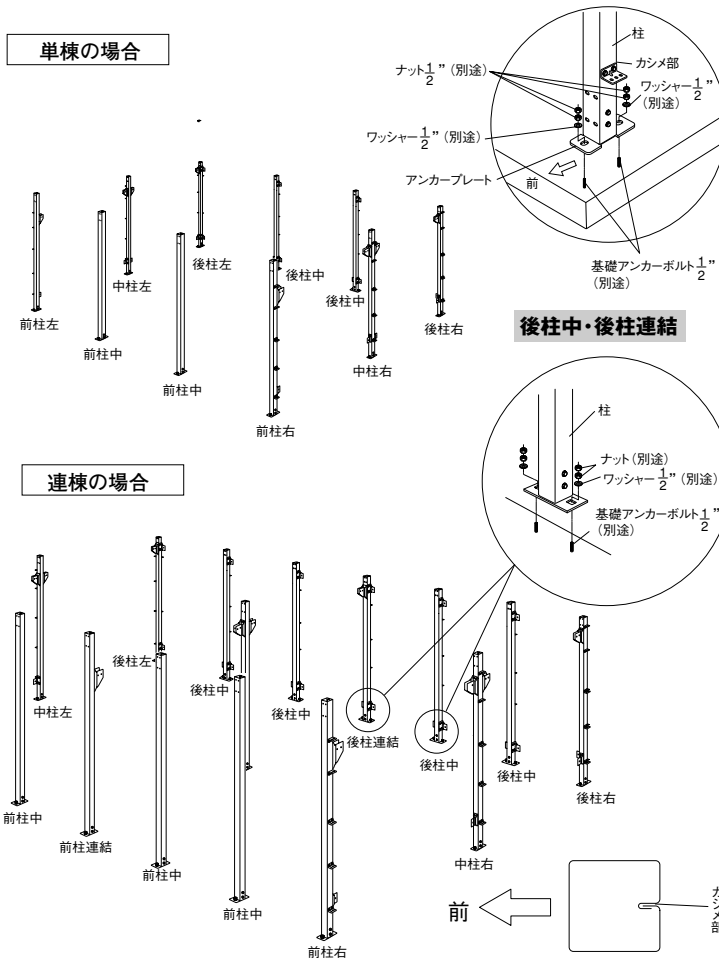 単棟の場合
柱
カシメ部
ナット1/2” (別途)
ワッシャー1/2”
(別途)
ワッシャー1/2” (別途)
アンカープレート
前
基礎アンカーボルト1/2”
(別途)
前柱左
前柱中
中柱左
後柱左
前柱中
後柱中
前柱右
後柱中
中柱右
後柱右
後柱中・後柱連結
柱
ナット(別途)
ワッシャー1/2” (別途)
基礎アンカーボルト1/2”
(別途)
連棟の場合
中柱左
前柱中
前柱連結
後柱左
前柱中
後柱中
前柱中
後柱中
前柱右
後柱連結
後柱中
中柱右
後柱中
後柱右
前
カシメ部